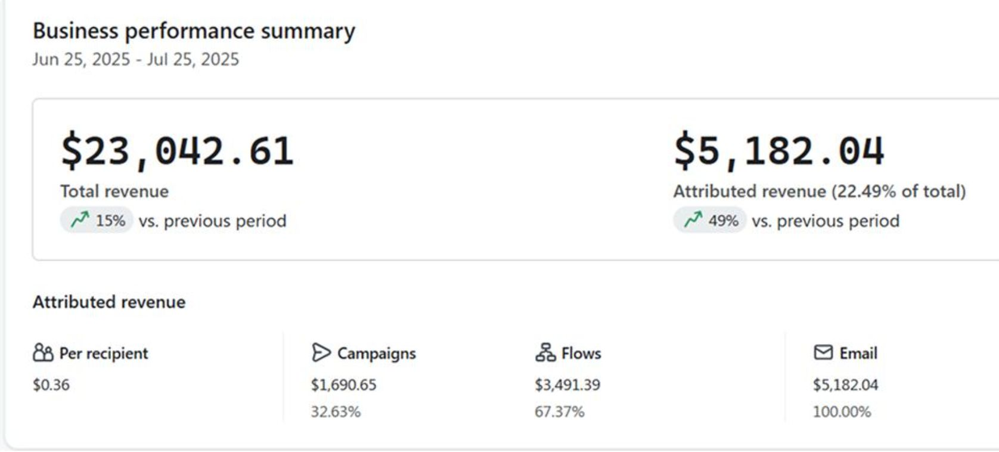 Business performance summary
Jun 25, 2025 - Jul 25, 2025
$23,042.61
Total revenue
15% vs. previous period
$5,182.04
Attributed revenue (22.49% of total)
49% vs. previous period
Attributed revenue
Per recipient
$0.36
Campaigns
$1,690.65
32.63%
Flows
$3,491.39
67.37%
Email
$5,182.04
100.00%